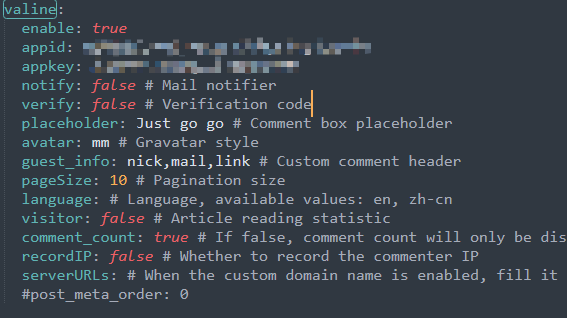 valine:
enable: true
appid:
appkey:
notify: false # Mail notifier
verify: false # Verification code
placeholder: Just go go # Comment box placeholder
avatar: mm # Gravatar style
guest_info: nick,mail,link # Custom comment header
pageSize: 10 # Pagination size
language: # Language, available values: en, zh-cn
visitor: false # Article reading statistic
comment_count: true # If false, comment count will only be dis
recordIP: false # Whether to record the commenter IP
serverURLs: # When the custom domain name is enabled, fill it
#post_meta_order: 0